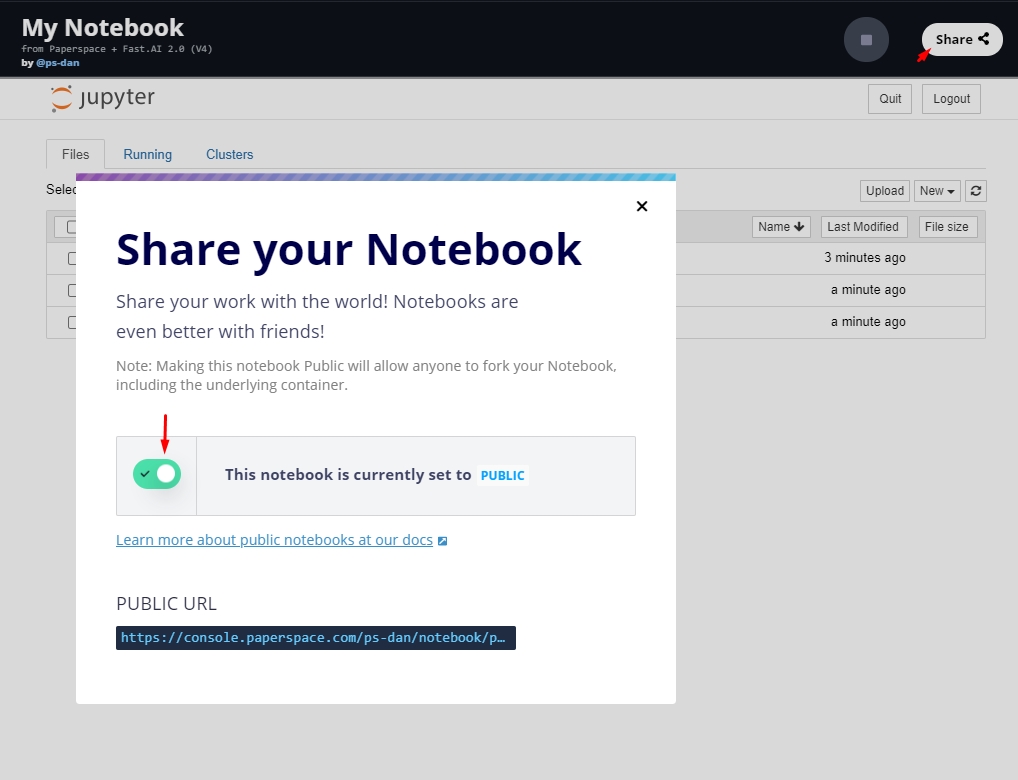 My Notebook
from Paperspace + Fast.AI 2.0 (V4)
by @ps-dan
Share
jupyter
Quit
Logout
Files
Running
Clusters
Upload
New
Name
Last Modified
File size
3 minutes ago
a minute ago
a minute ago
Share your Notebook
Share your work with the world! Notebooks are
even better with friends!
Note: Making this notebook Public will allow anyone to fork your Notebook,
including the underlying container.
This notebook is currently set to PUBLIC
Learn more about public notebooks at our docs
PUBLIC URL
https://console.paperspace.com/ps-dan/notebook/p…